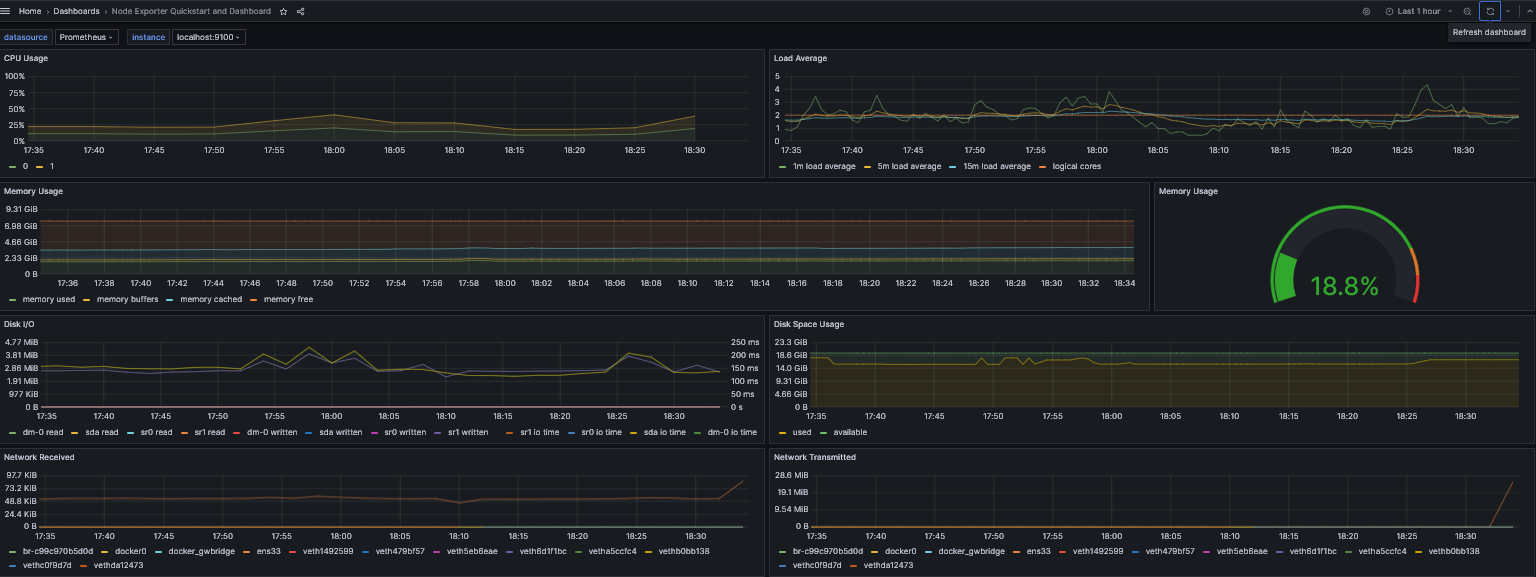 Home › Dashboards › Node Exporter Quickstart and Dashboard
Last 1 hour
Refresh dashboard
datasource Prometheus instance localhost:9100
CPU Usage
100%
75%
50%
25%
0%
17:35 17:40 17:45 17:50 17:55 18:00 18:05 18:10 18:15 18:20 18:25 18:30
0 1
Load Average
5
4
3
2
1
0
17:35 17:40 17:45 17:50 17:55 18:00 18:05 18:10 18:15 18:20 18:25 18:30
1m load average 5m load average 15m load average logical cores
Memory Usage
9.31 GiB
6.98 GiB
4.66 GiB
2.33 GiB
0 B
17:36 17:38 17:40 17:42 17:44 17:46 17:48 17:50 17:52 17:54 17:56 17:58 18:00 18:02 18:04 18:06 18:08 18:10 18:12 18:14 18:16 18:18 18:20 18:22 18:24 18:26 18:28 18:30 18:32 18:34
memory used memory buffers memory cached memory free
Memory Usage
18.8%
Disk I/O
4.77 MiB
3.81 MiB
2.86 MiB
1.91 MiB
977 KiB
0 B
250 ms
200 ms
150 ms
100 ms
50 ms
0 s
17:35 17:40 17:45 17:50 17:55 18:00 18:05 18:10 18:15 18:20 18:25 18:30
dm-0 read sda read sr0 read sr1 read dm-0 written sda written sr0 written sr1 written sr1 io time sr0 io time sda io time dm-0 io time
Disk Space Usage
23.3 GiB
18.6 GiB
14.0 GiB
9.31 GiB
4.66 GiB
0 B
17:35 17:40 17:45 17:50 17:55 18:00 18:05 18:10 18:15 18:20 18:25 18:30
used available
Network Received
97.7 KiB
73.2 KiB
48.8 KiB
24.4 KiB
0 B
17:35 17:40 17:45 17:50 17:55 18:00 18:05 18:10 18:15 18:20 18:25 18:30
br-c99c970b5d0d docker0 docker_gwbridge ens33 veth1492599 veth479bf57 veth5eb6eae veth6d1f1bc vetha5ccfc4 vethb0bb138
vethc0f9d7d vethda12473
Network Transmitted
28.6 MiB
19.1 MiB
9.54 MiB
0 B
17:35 17:40 17:45 17:50 17:55 18:00 18:05 18:10 18:15 18:20 18:25 18:30
br-c99c970b5d0d docker0 docker_gwbridge ens33 veth1492599 veth479bf57 veth5eb6eae veth6d1f1bc vetha5ccfc4 vethb0bb138
vethc0f9d7d vethda12473